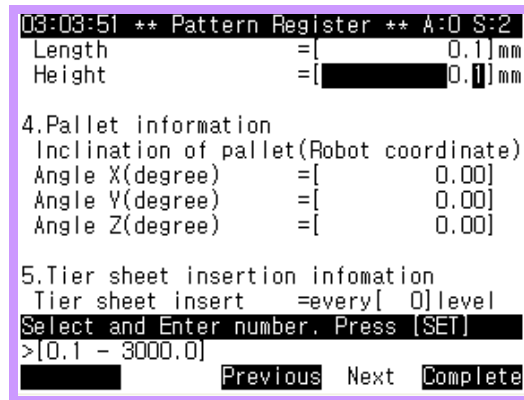 03:03:51 ** Pattern Register ** A:0 S:2
Length =[ 0.1]mm
Height =[ 0.1]mm
4.Pallet information
Inclination of pallet(Robot coordinate)
Angle X(degree) =[ 0.00]
Angle Y(degree) =[ 0.00]
Angle Z(degree) =[ 0.00]
5.Tier sheet insertion infomation
Tier sheet insert =every[ 0]level
Select and Enter number. Press [SET]
>[0.1 - 3000.0]
Previous Next Complete